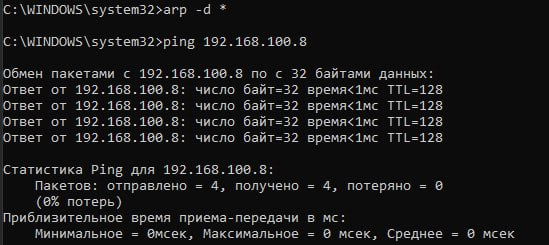 C:\WINDOWS\system32>arp -d *
C:\WINDOWS\system32>ping 192.168.100.8
Обмен пакетами с 192.168.100.8 по с 32 байтами данных:
Ответ от 192.168.100.8: число байт=32 время<1мс TTL=128
Ответ от 192.168.100.8: число байт=32 время<1мс TTL=128
Ответ от 192.168.100.8: число байт=32 время<1мс TTL=128
Ответ от 192.168.100.8: число байт=32 время<1мс TTL=128
Статистика Ping для 192.168.100.8:
Пакетов: отправлено = 4, получено = 4, потеряно = 0
(0% потерь)
Приблизительное время приема-передачи в мс:
Минимальное = 0мсек, Максимальное = 0 мсек, Среднее = 0 мсек